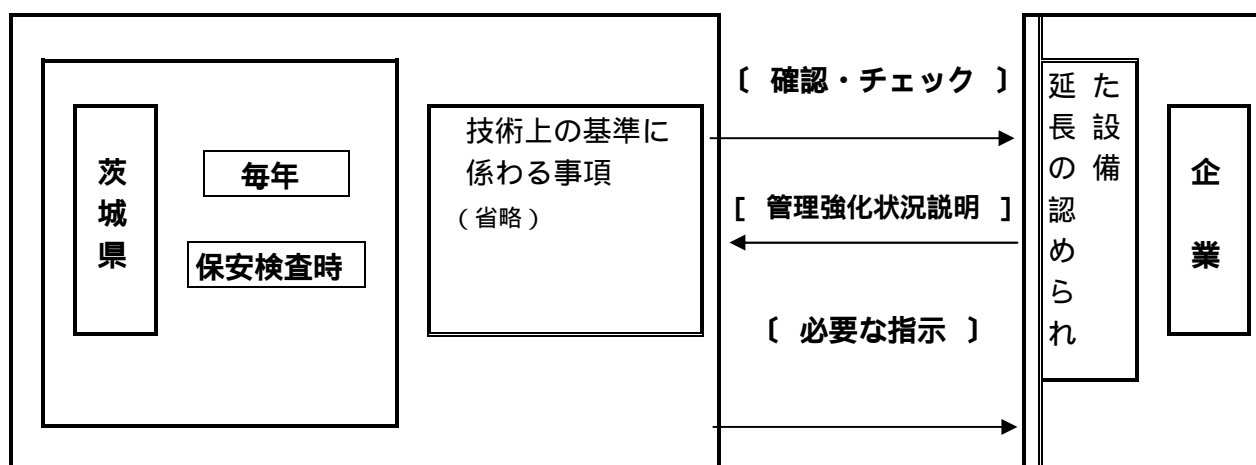 茨城県
毎年
保安検査時
技術上の基準に
係わる事項
（省略）
〔 確認・チェック 〕
[ 管理強化状況説明 ]
〔 必要な指示 〕
延長の認められ
た設備
企業